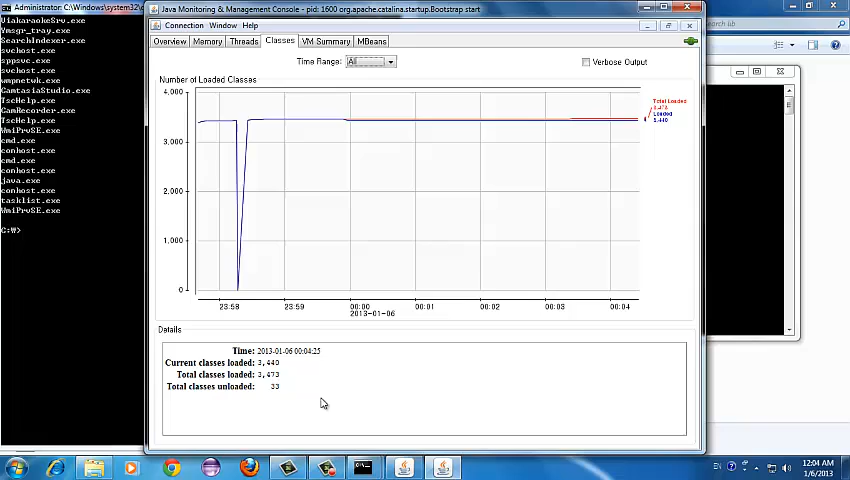 Administrator: C:\Windows\system32\
ViakaraokeSrv.exe
Ymsgr_tray.exe
SearchIndexer.exe
svchost.exe
sppsvc.exe
svchost.exe
wmpnetwk.exe
CamtasiaStudio.exe
TscHelp.exe
CamRecorder.exe
TscHelp.exe
WmiPrvSE.exe
cmd.exe
conhost.exe
cmd.exe
conhost.exe
java.exe
conhost.exe
tasklist.exe
WmiPrvSE.exe
C:\W>
Java Monitoring & Management Console - pid: 1600 org.apache.catalina.startup.Bootstrap start
Connection Window Help
Overview Memory Threads Classes VM Summary MBeans
Time Range: All Verbose Output
Number of Loaded Classes
4,000
3,000
2,000
1,000
0
Total Loaded
3,473
Loaded
3,440
23:58 23:59 00:00 00:01 00:02 00:03 00:04
2013-01-06
Details
Time: 2013-01-06 00:04:25
Current classes loaded: 3,440
Total classes loaded: 3,473
Total classes unloaded: 33
EN 12:04 AM
1/6/2013